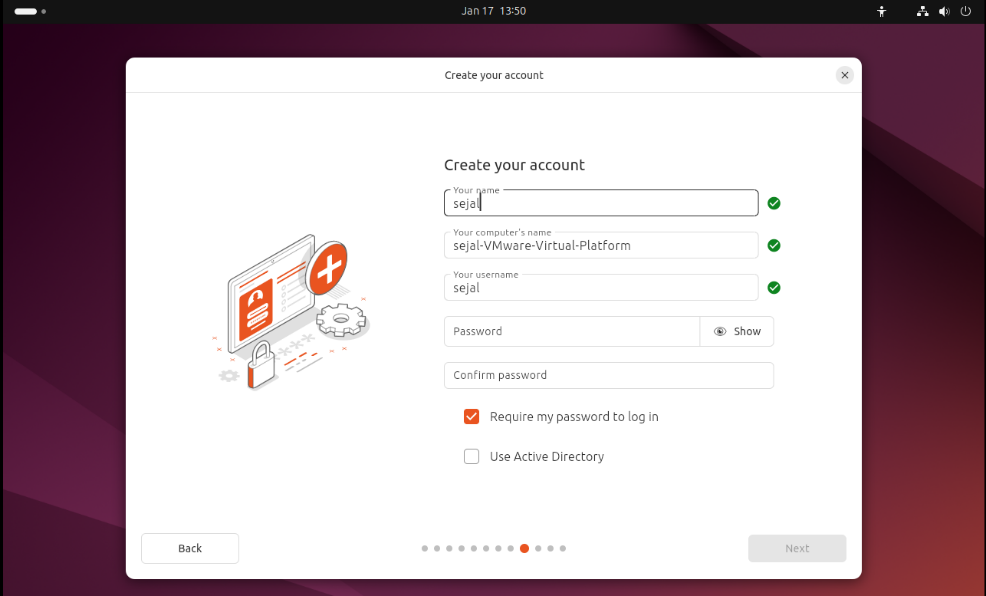 Jan 17 13:50
Create your account
Create your account
Your name
sejal
Your computer's name
sejal-VMware-Virtual-Platform
Your username
sejal
Password
Show
Confirm password
Require my password to log in
Use Active Directory
Back
Next